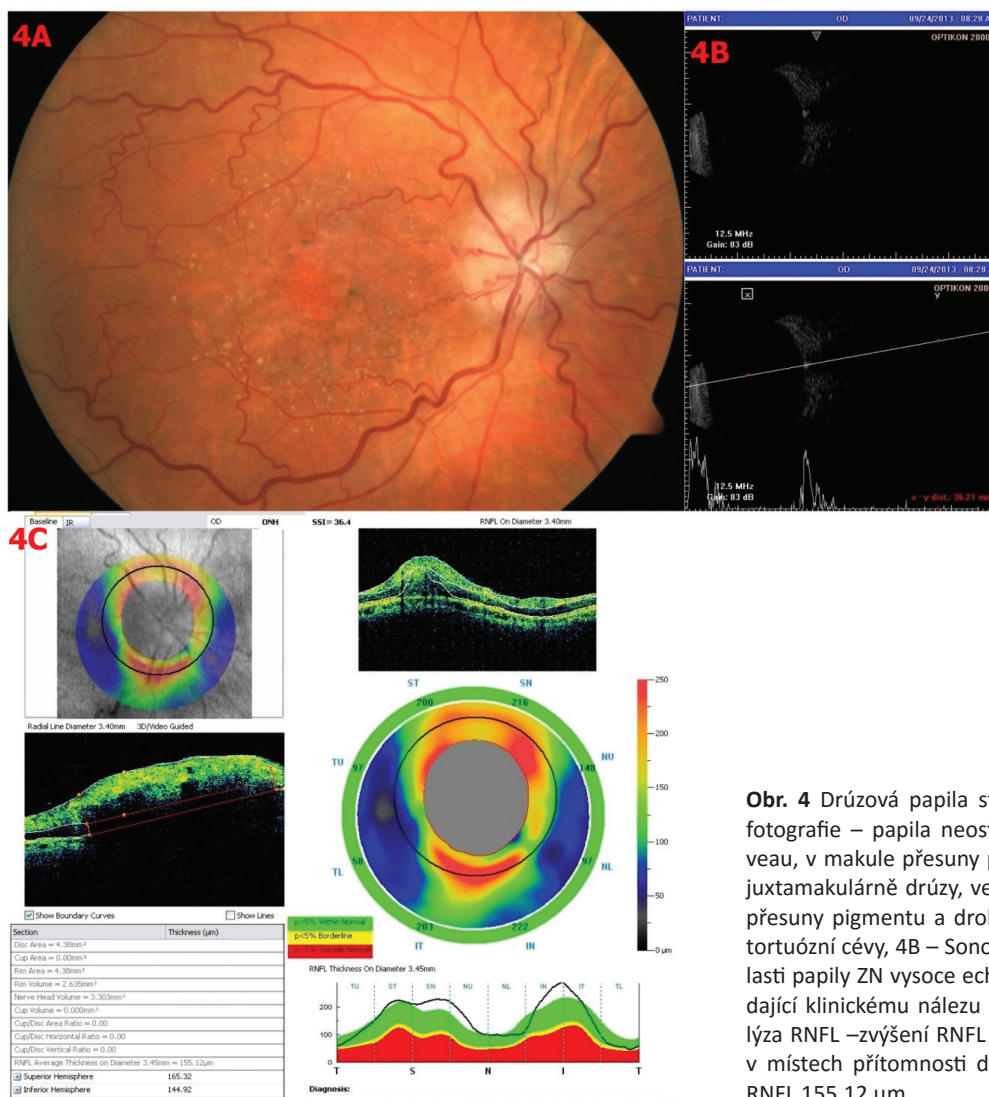 4A
4B
PATIENT: OD 09/24/2013 - 08:28
OPTIKON 2000
12.5 MHz
Gain: 83 dB
PATIENT: OD 09/24/2013 - 08:28
OPTIKON 200
x y
12.5 MHz
Gain: 83 dB
x - y dist.: 36.21
4C
Baseline IR OD ONH
SSI= 36.4 RNFL On Diameter 3.40mm
Radial Line Diameter 3.40mm 3D/Video Guided
ST SN
200 216
TU 97 148 NU
TL 58 97 NL
203 222
IT IN
250
200
150
100
50
0 µm
Show Boundary Curves Show Lines
Section Thickness (µm)
Disc Area = 4.38mm²
Cup Area = 0.00mm²
Rim Area = 4.38mm²
Rim Volume = 2.635mm³
Nerve Head Volume = 3.303mm³
Cup Volume = 0.000mm³
Cup/Disc Area Ratio = 0.00
Cup/Disc Horizontal Ratio = 0.00
Cup/Disc Vertical Ratio = 0.00
RNFL Average Thickness on Diameter 3.45mm = 155.12µm
Superior Hemisphere 165.32
Inferior Hemisphere 144.92
p>5% Within Normal
p<5% Borderline
RNFL Thickness On Diameter 3.45mm
TU ST SN NU NL IN IT TL
200
100
0
T S N I T
Diagnosis:
Obr. 4 Drúzová papila
fotografie – papila
veau, v makule přesuny
juxtamakulárně drúzy,
přesuny pigmentu a
tortuózní cévy, 4B –
lasti papily ZN vysoce
dající klinickému nálezu
lýza RNFL –zvýšení RNFL
v místech přítomnosti
RNFL 155,12 µm